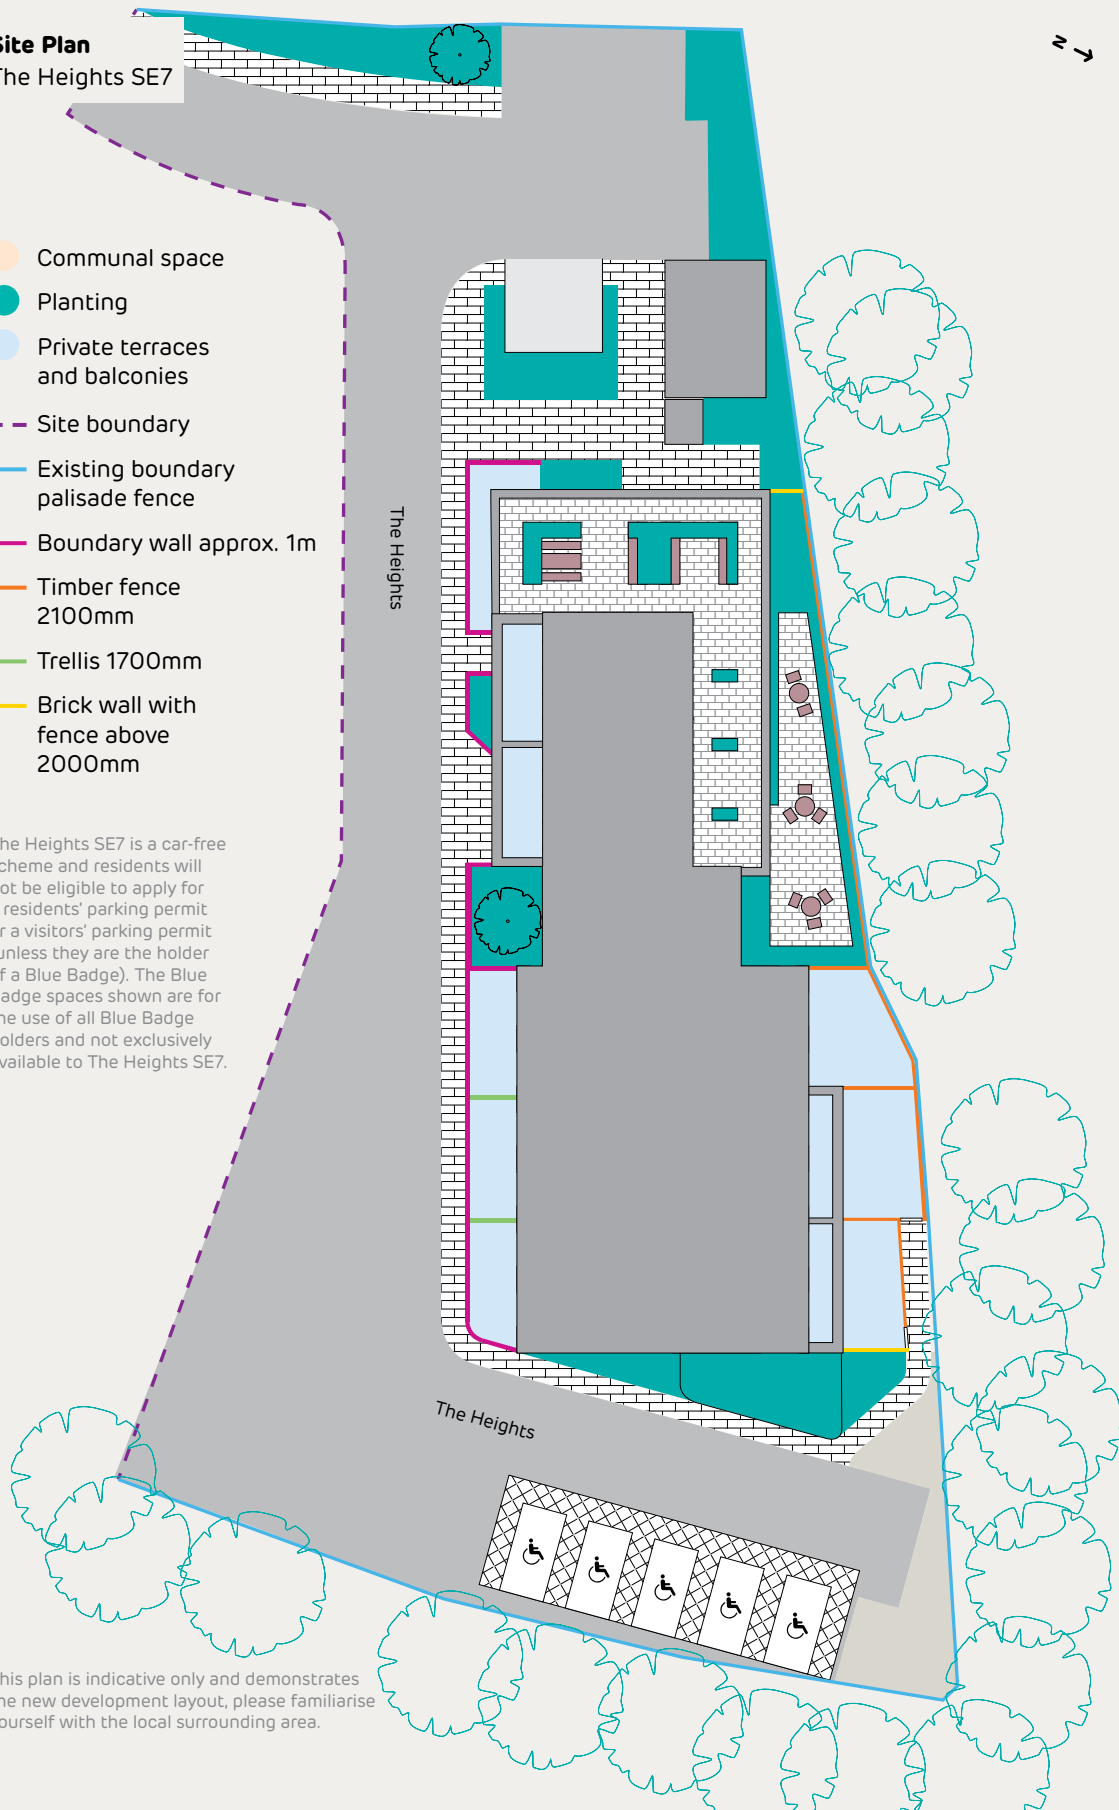 Site Plan
The Heights SE7
N
Communal space
Planting
Private terraces
and balconies
Site boundary
Existing boundary
palisade fence
Boundary wall approx. 1m
Timber fence
2100mm
Trellis 1700mm
Brick wall with
fence above
2000mm
he Heights SE7 is a car-free
cheme and residents will
ot be eligible to apply for
residents' parking permit
r a visitors' parking permit
unless they are the holder
f a Blue Badge). The Blue
adge spaces shown are for
he use of all Blue Badge
olders and not exclusively
vailable to The Heights SE7.
The Heights
The Heights
his plan is indicative only and demonstrates
he new development layout, please familiarise
ourself with the local surrounding area.